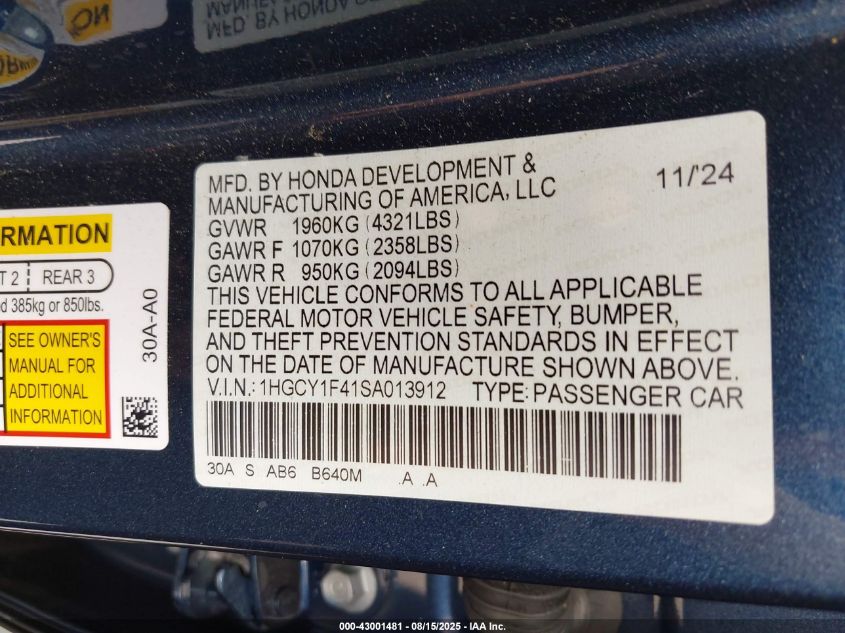 MFD. BY HONDA DEVELOPMENT &
MANUFACTURING OF AMERICA, LLC
11/'24
GVWR 1960KG (4321LBS)
GAWR F 1070KG (2358LBS)
GAWR R 950KG (2094LBS)
THIS VEHICLE CONFORMS TO ALL APPLICABLE
FEDERAL MOTOR VEHICLE SAFETY, BUMPER,
AND THEFT PREVENTION STANDARDS IN EFFECT
ON THE DATE OF MANUFACTURE SHOWN ABOVE.
V.I.N.: 1HGCY1F41SA013912 TYPE: PASSENGER CAR
30A S AB6 B640M .A .A
RMATION
2 REAR 3
385kg or 850lbs.
SEE OWNER'S
MANUAL FOR
ADDITIONAL
INFORMATION
30A-A0
MFD. BY HONDA
000-43001481 - 08/15/2025 - IAA Inc.